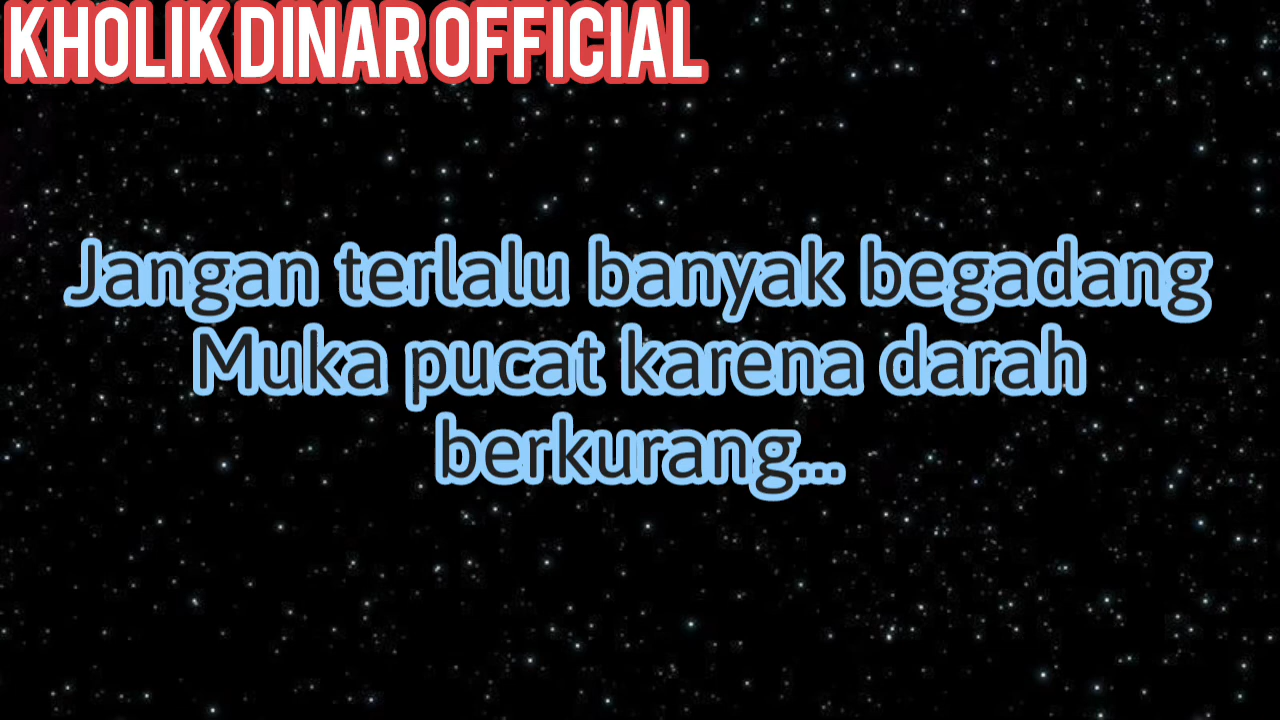 KHOLIK DINAR OFFICIAL
Jangan terlalu banyak begadang
Muka pucat karena darah
berkurang...